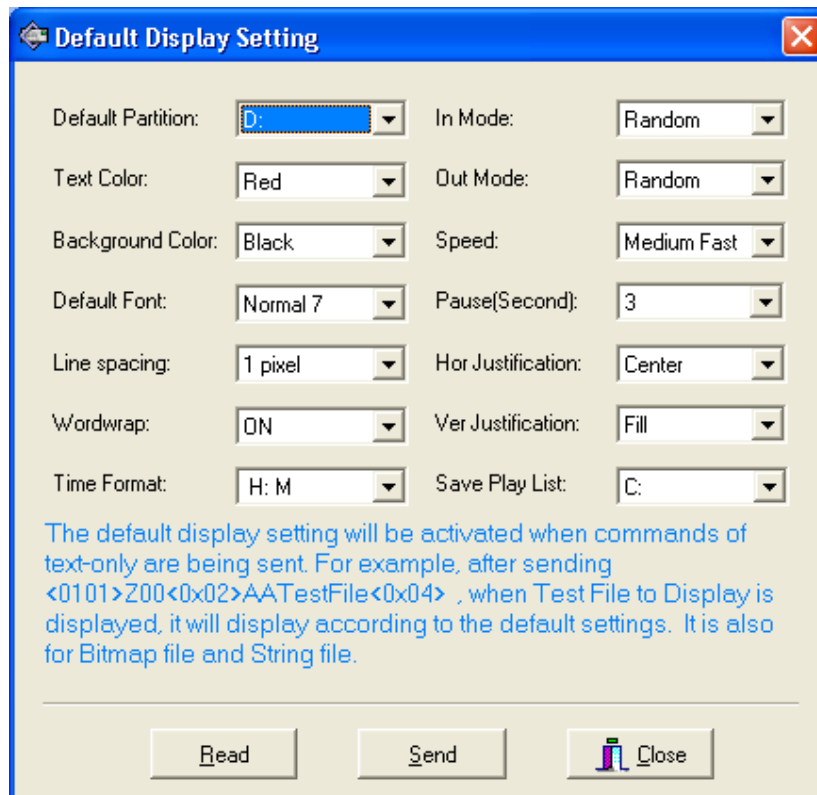 Default Display Setting
Default Partition: D: In Mode: Random
Text Color: Red Out Mode: Random
Background Color: Black Speed: Medium Fast
Default Font: Normal 7 Pause(Second): 3
Line spacing: 1 pixel Hor Justification: Center
Wordwrap: ON Ver Justification: Fill
Time Format: H: M Save Play List: C:
The default display setting will be activated when commands of
text-only are being sent. For example, after sending
<0101>Z00<0x02>AATestFile<0x04> , when Test File to Display is
displayed, it will display according to the default settings. It is also
for Bitmap file and String file.
Read Send Close